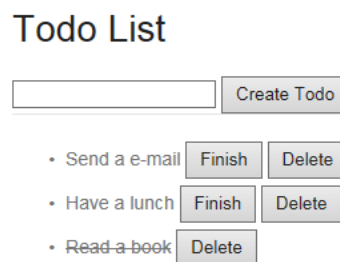 Todo List
Create Todo
• Send a e-mail Finish Delete
• Have a lunch Finish Delete
• Read a book Delete